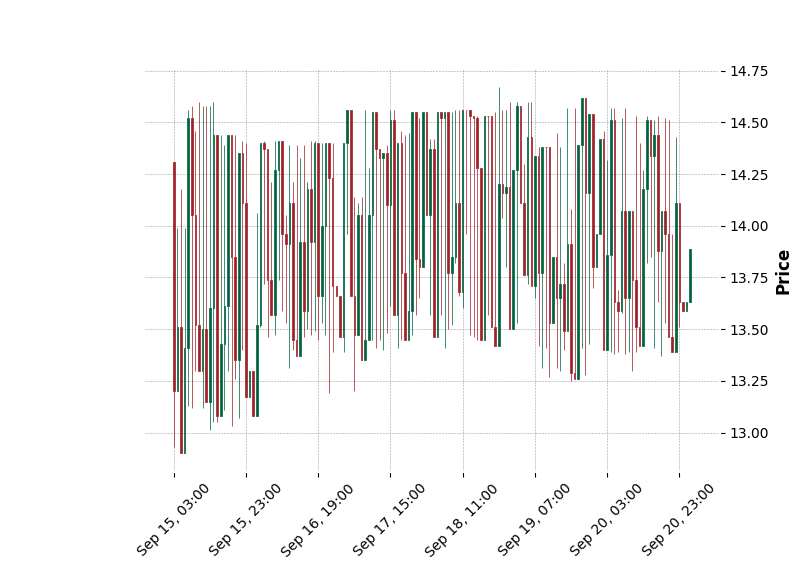 14.75
14.50
14.25
14.00
13.75
13.50
13.25
13.00
Price
Sep 15, 03:00
Sep 15, 23:00
Sep 16, 19:00
Sep 17, 15:00
Sep 18, 11:00
Sep 19, 07:00
Sep 20, 03:00
Sep 20, 23:00